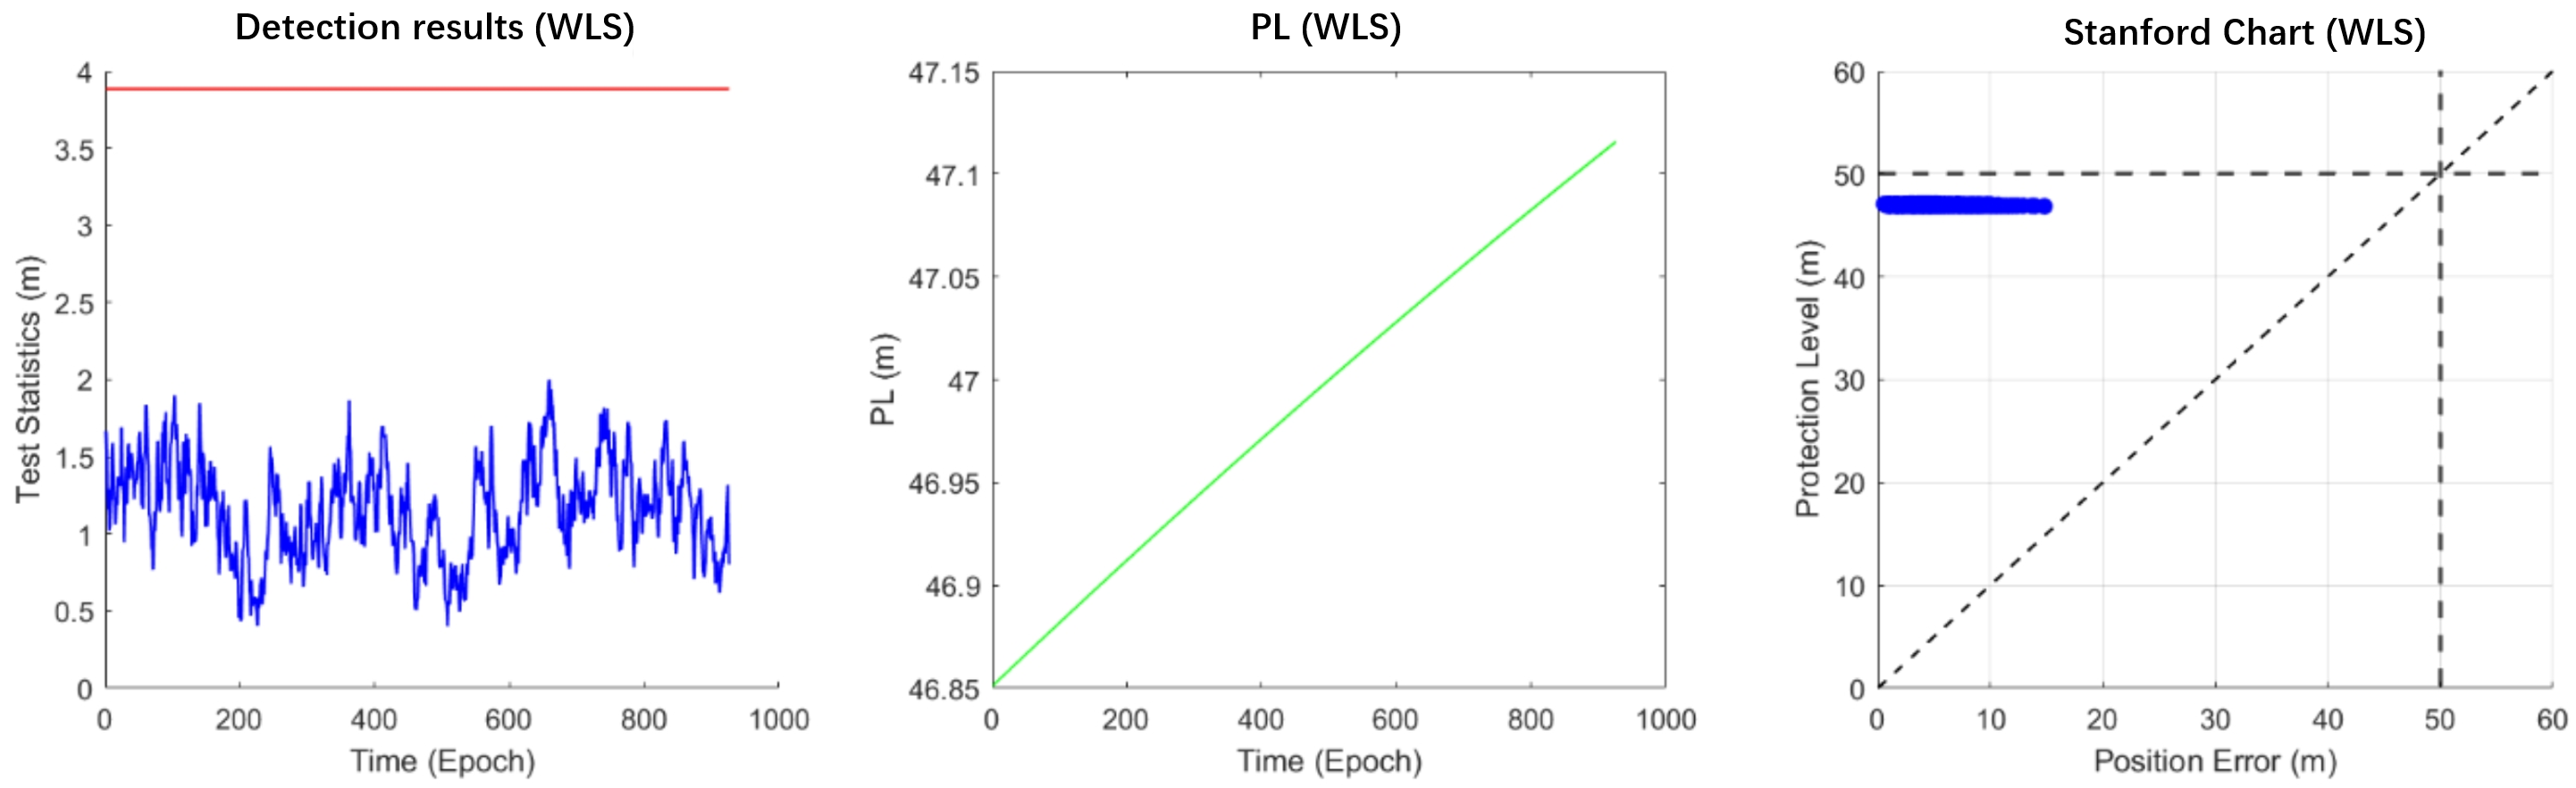 Detection results (WLS)
4
3.5
3
2.5
2
1.5
1
0.5
0
Test Statistics (m)
0 200 400 600 800 1000
Time (Epoch)
PL (WLS)
47.15
47.1
47.05
47
46.95
46.9
46.85
PL (m)
0 200 400 600 800 1000
Time (Epoch)
Stanford Chart (WLS)
60
50
40
30
20
10
0
Protection Level (m)
0 10 20 30 40 50 60
Position Error (m)